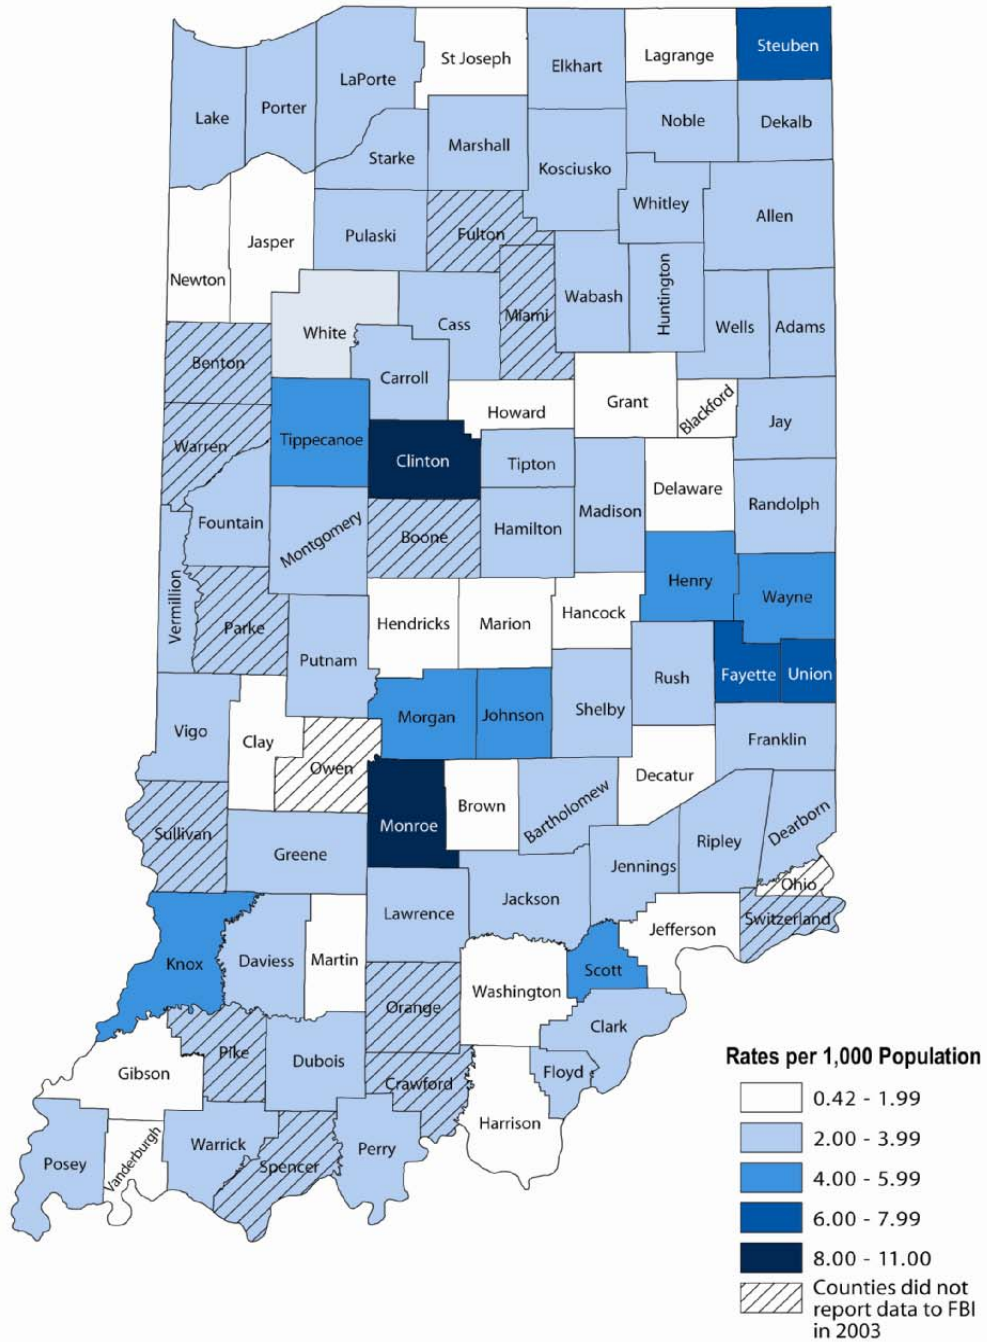 St Joseph
Lagrange
Steuben
Elkhart
LaPorte
Porter
Lake
Noble
Dekalb
Marshall
Starke
Kosciusko
Whitley
Allen
Pulaski
Fulton
Jasper
Newton
Huntington
Wabash
Miami
Cass
White
Wells
Adams
Benton
Carroll
Grant
Blackford
Howard
Jay
Warren
Tippecanoe
Clinton
Tipton
Delaware
Randolph
Madison
Fountain
Montgomery
Boone
Hamilton
Henry
Wayne
Vermillion
Parke
Hendricks
Marion
Hancock
Putnam
Rush
Fayette
Union
Morgan
Johnson
Shelby
Vigo
Clay
Franklin
Owen
Decatur
Brown
Bartholomew
Dearborn
Monroe
Sullivan
Greene
Ripley
Jennings
Ohio
Jackson
Lawrence
Switzerland
Jefferson
Knox
Daviess
Martin
Scott
Washington
Orange
Clark
Pike
Dubois
Gibson
Floyd
Crawford
Harrison
Posey
Vanderburgh
Warrick
Spencer
Perry
Rates per 1,000 Population
0.42 - 1.99
2.00 - 3.99
4.00 - 5.99
6.00 - 7.99
8.00 - 11.00
Counties did not
report data to FBI
in 2003